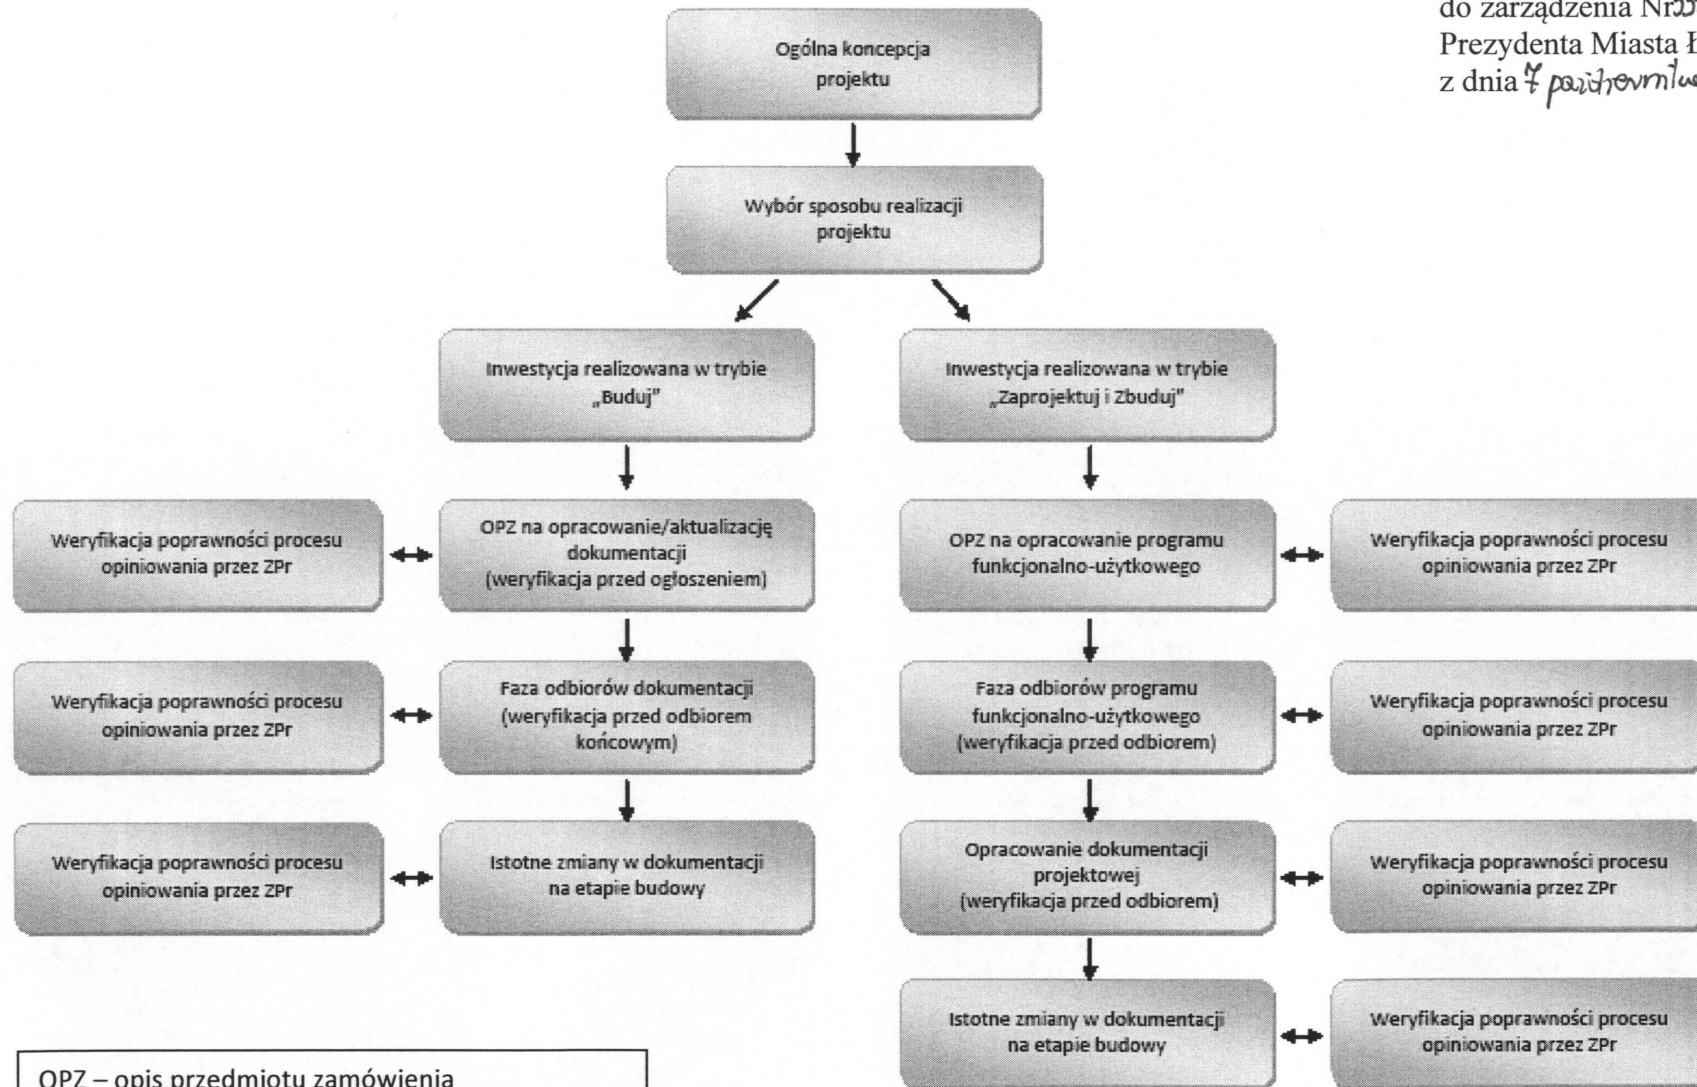 do zarządzenia Nr
Prezydenta Miasta Ł
z dnia 7 października
Ogólna koncepcja
projektu
Wybór sposobu realizacji
projektu
Inwestycja realizowana w trybie
„Buduj"
Inwestycja realizowana w trybie
„Zaprojektuj i Zbuduj"
Weryfikacja poprawności procesu
opiniowania przez ZPr
OPZ na opracowanie/aktualizację
dokumentacji
(weryfikacja przed ogłoszeniem)
OPZ na opracowanie programu
funkcjonalno-użytkowego
Weryfikacja poprawności procesu
opiniowania przez ZPr
Weryfikacja poprawności procesu
opiniowania przez ZPr
Faza odbiorów dokumentacji
(weryfikacja przed odbiorem
końcowym)
Faza odbiorów programu
funkcjonalno-użytkowego
(weryfikacja przed odbiorem)
Weryfikacja poprawności procesu
opiniowania przez ZPr
Weryfikacja poprawności procesu
opiniowania przez ZPr
Istotne zmiany w dokumentacji
na etapie budowy
Opracowanie dokumentacji
projektowej
(weryfikacja przed odbiorem)
Weryfikacja poprawności procesu
opiniowania przez ZPr
Istotne zmiany w dokumentacji
na etapie budowy
Weryfikacja poprawności procesu
opiniowania przez ZPr
OPZ – opis przedmiotu zamówienia